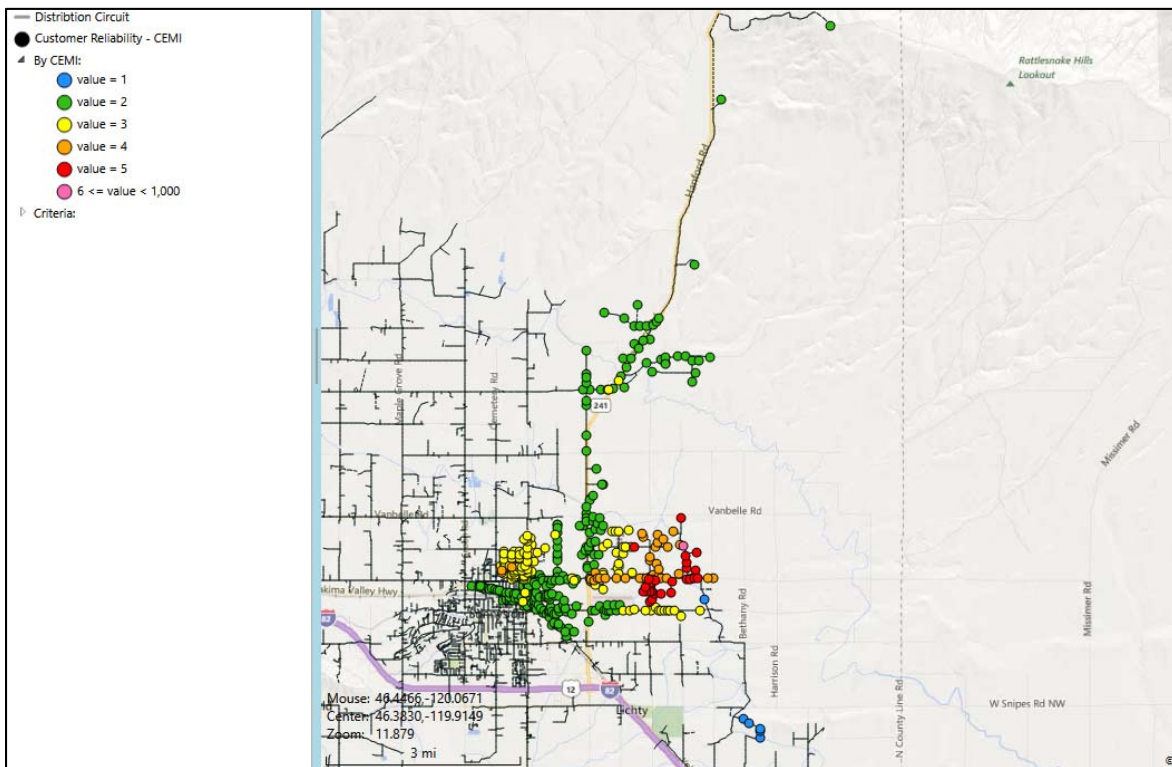 Distribtion Circuit
Customer Reliability - CEMI
By CEMI:
value = 1
value = 2
value = 3
value = 4
value = 5
6 <= value < 1,000
Criteria:
Rattlesnake Hills
Lookout
Hanford Rd
Maple Grove Rd
Cemetery Rd
241
Missimer Rd
Vanbelle Rd
Vanbelle Rd
akima Valley Hwy
82
Bethany Rd
Harrison Rd
Missimer Rd
N County Line Rd
W Snipes Rd NW
12
82
Lichty
Mouse: 46.4466,-120.0671
Center: 46.3830,-119.9149
Zoom: 11.879
3 mi